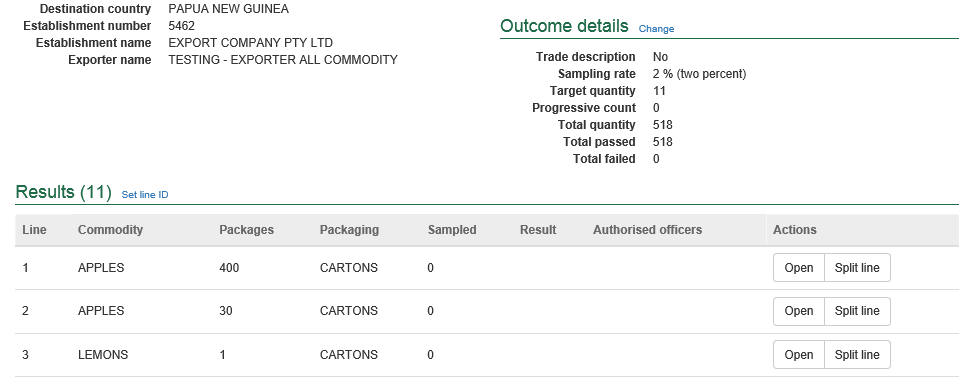 Destination country PAPUA NEW GUINEA
Establishment number 5462
Establishment name EXPORT COMPANY PTY LTD
Exporter name TESTING - EXPORTER ALL COMMODITY
Outcome details Change
Trade description No
Sampling rate 2 % (two percent)
Target quantity 11
Progressive count 0
Total quantity 518
Total passed 518
Total failed 0
Results (11) Set line ID
Line Commodity Packages Packaging Sampled Result Authorised officers Actions
1 APPLES 400 CARTONS 0 Open Split line
2 APPLES 30 CARTONS 0 Open Split line
3 LEMONS 1 CARTONS 0 Open Split line